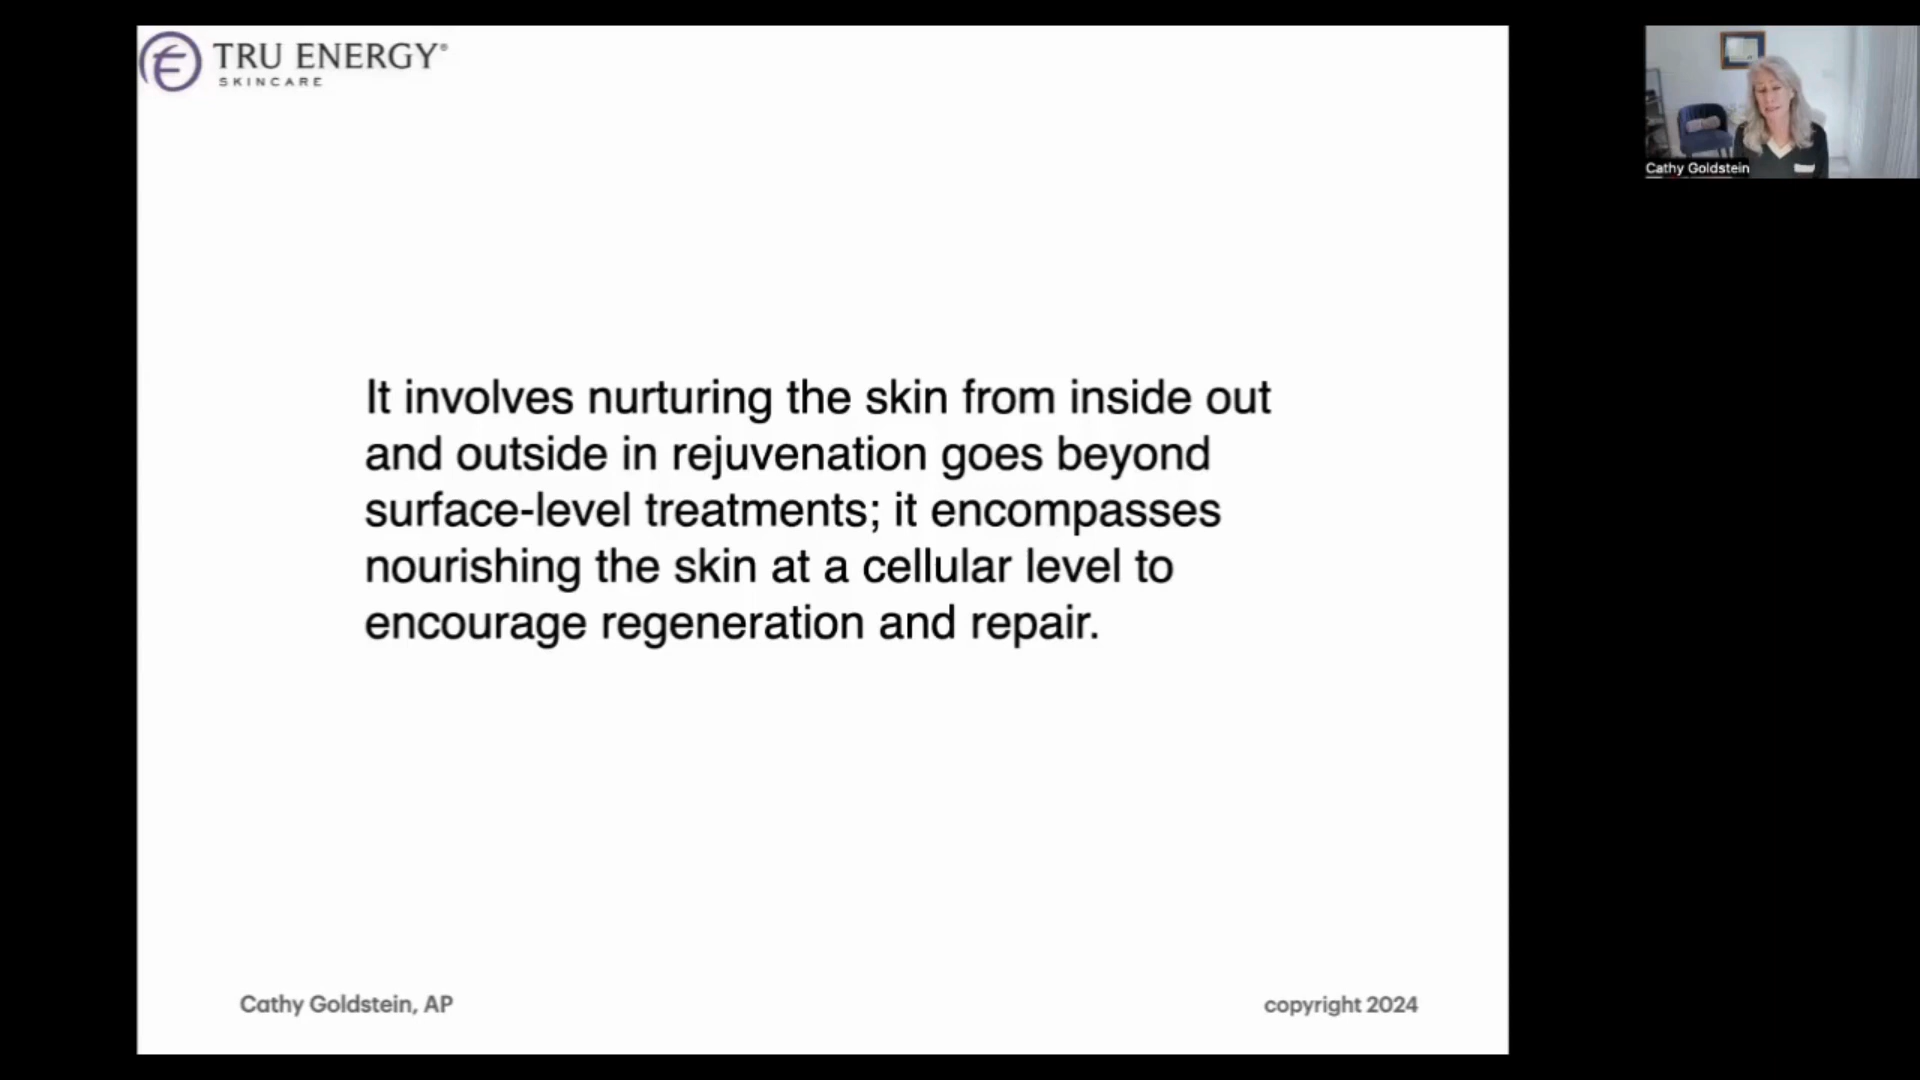 TRU ENERGY®
SKINCARE
It involves nurturing the skin from inside out
and outside in rejuvenation goes beyond
surface-level treatments; it encompasses
nourishing the skin at a cellular level to
encourage regeneration and repair.
Cathy Goldstein, AP
copyright 2024
Cathy Goldstein